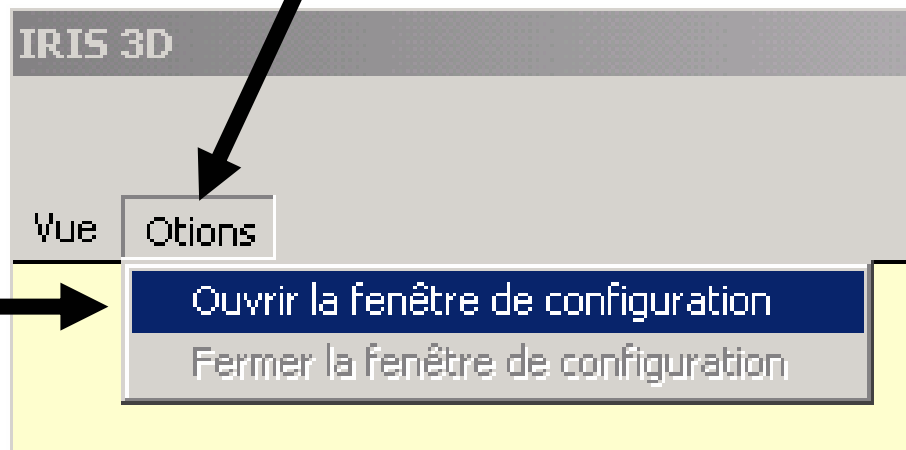 IRIS 3D
Vue Otions
Ouvrir la fenêtre de configuration
Fermer la fenêtre de configuration